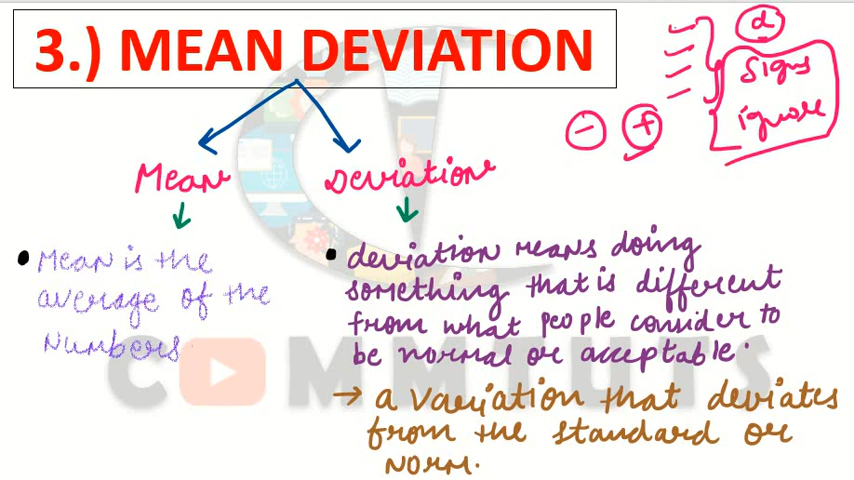 3.) MEAN DEVIATION
d
Signs
ignore
- +
Mean
Deviation
• Mean is the
average of the
Numbers.
• deviation means doing
something that is different
from what people consider to
be normal or acceptable.
→ a variation that deviates
from the standard or
norm.
COMMTUTS